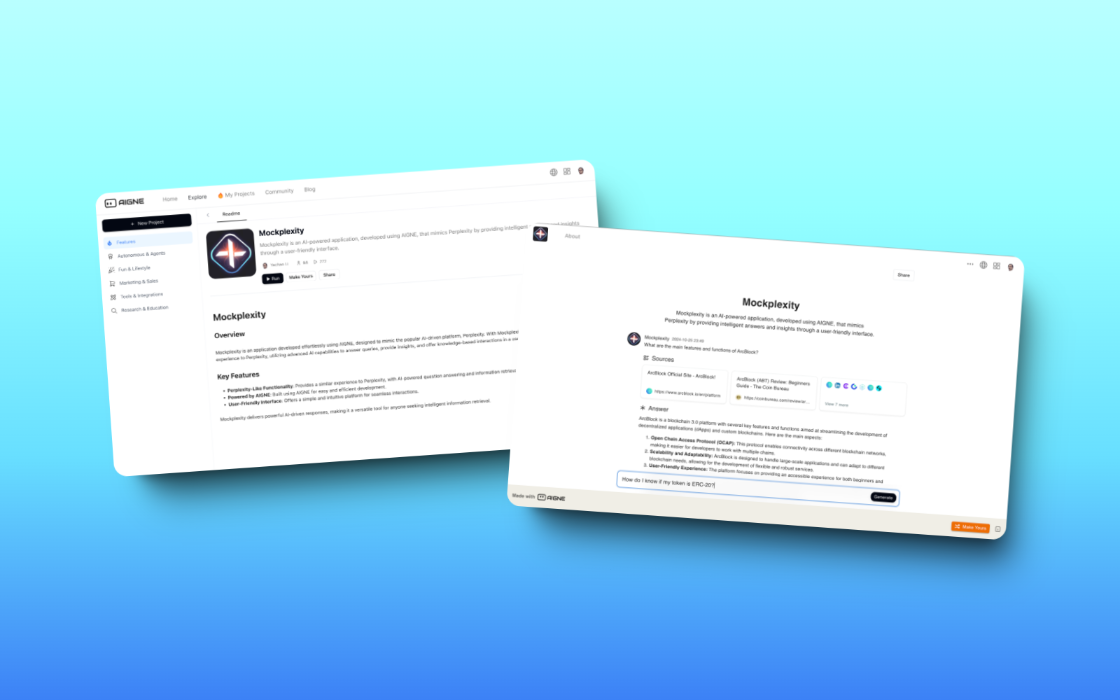 AIGNE
Home Explore My Projects Community Blog
+ New Project
Features
Autonomous & Agents
Fun & Lifestyle
Marketing & Sales
Tools & Integrations
Research & Education
Readme
Mockplexity
Mockplexity is an AI-powered application, developed using AIGNE, that mimics Perplexity by providing intelligent
through a user-friendly interface.
Run Make Yours Share
Mockplexity
Overview
Mockplexity is an application developed effortlessly using AIGNE, designed to mimic the popular AI-driven platform, Perplexity. With Mockplex
experience to Perplexity, utilizing advanced AI capabilities to answer queries, provide insights, and offer knowledge-based interactions in a
Key Features
• Perplexity-Like Functionality: Provides a similar experience to Perplexity, with AI-powered question answering and information retriev
• Powered by AIGNE: Built using AIGNE for easy and efficient development.
• User-Friendly Interface: Offers a simple and intuitive platform for seamless interactions.
Mockplexity delivers powerful AI-driven responses, making it a versatile tool for anyone seeking intelligent information retrieval.
About
Share
Mockplexity
Mockplexity is an AI-powered application, developed using AIGNE, that mimics
Perplexity by providing intelligent answers and insights through a user-friendly interface.
Mockplexity
What are the main features and functions of ArcBlock?
Sources
ArcBlock Official Site - ArcBlock
https://www.arcblock.io/en/platform
ArcBlock (ABT) Review: Beginners
Guide - The Coin Bureau
https://coinbureau.com/review/...
View 7 more
Answer
ArcBlock is a blockchain 3.0 platform with several key features and functions aimed at streamlining the development of
decentralized applications (dApps) and custom blockchains. Here are the main aspects:
1. Open Chain Access Protocol (OCAP): This protocol enables connectivity across different blockchain networks,
making it easier for developers to work with multiple chains.
2. Scalability and Adaptability: ArcBlock is designed to handle large-scale applications and can adapt to different
blockchain needs, allowing for the development of flexible and robust services.
3. User-Friendly Experience: The platform focuses on providing an accessible experience for both beginners and
How do I know if my token is ERC-20?
Generate
Made with AIGNE
Make Yours